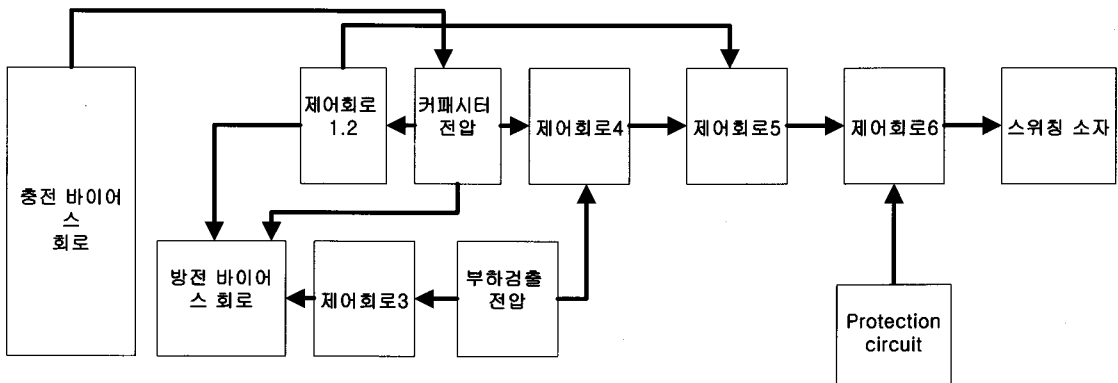 충전 바이어
스
회로
제어회로
1.2
커패시터
전압
제어회로4
제어회로5
제어회로6
스위칭 소자
방전 바이어
스 회로
제어회로3
부하검출
전압
Protection
circuit